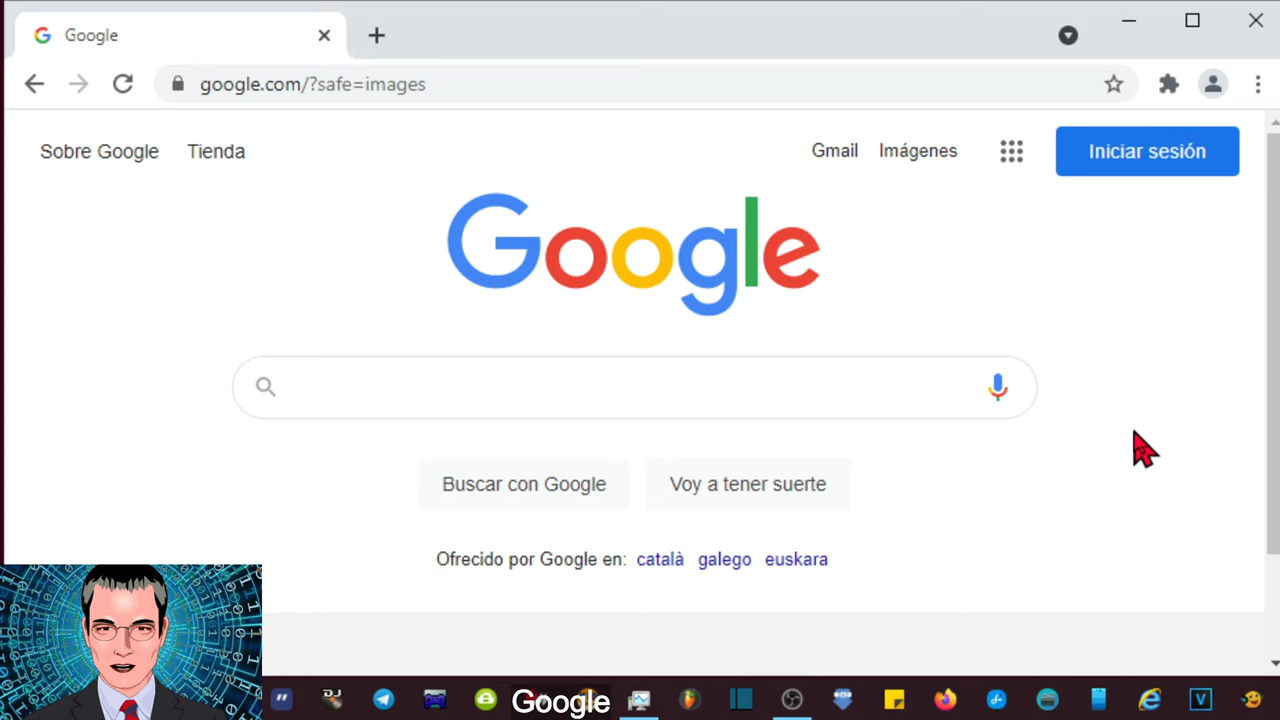 Google
google.com/?safe=images
Sobre Google Tienda Gmail Imágenes Iniciar sesión
Google
Buscar con Google Voy a tener suerte
Ofrecido por Google en: català galego euskara
Google